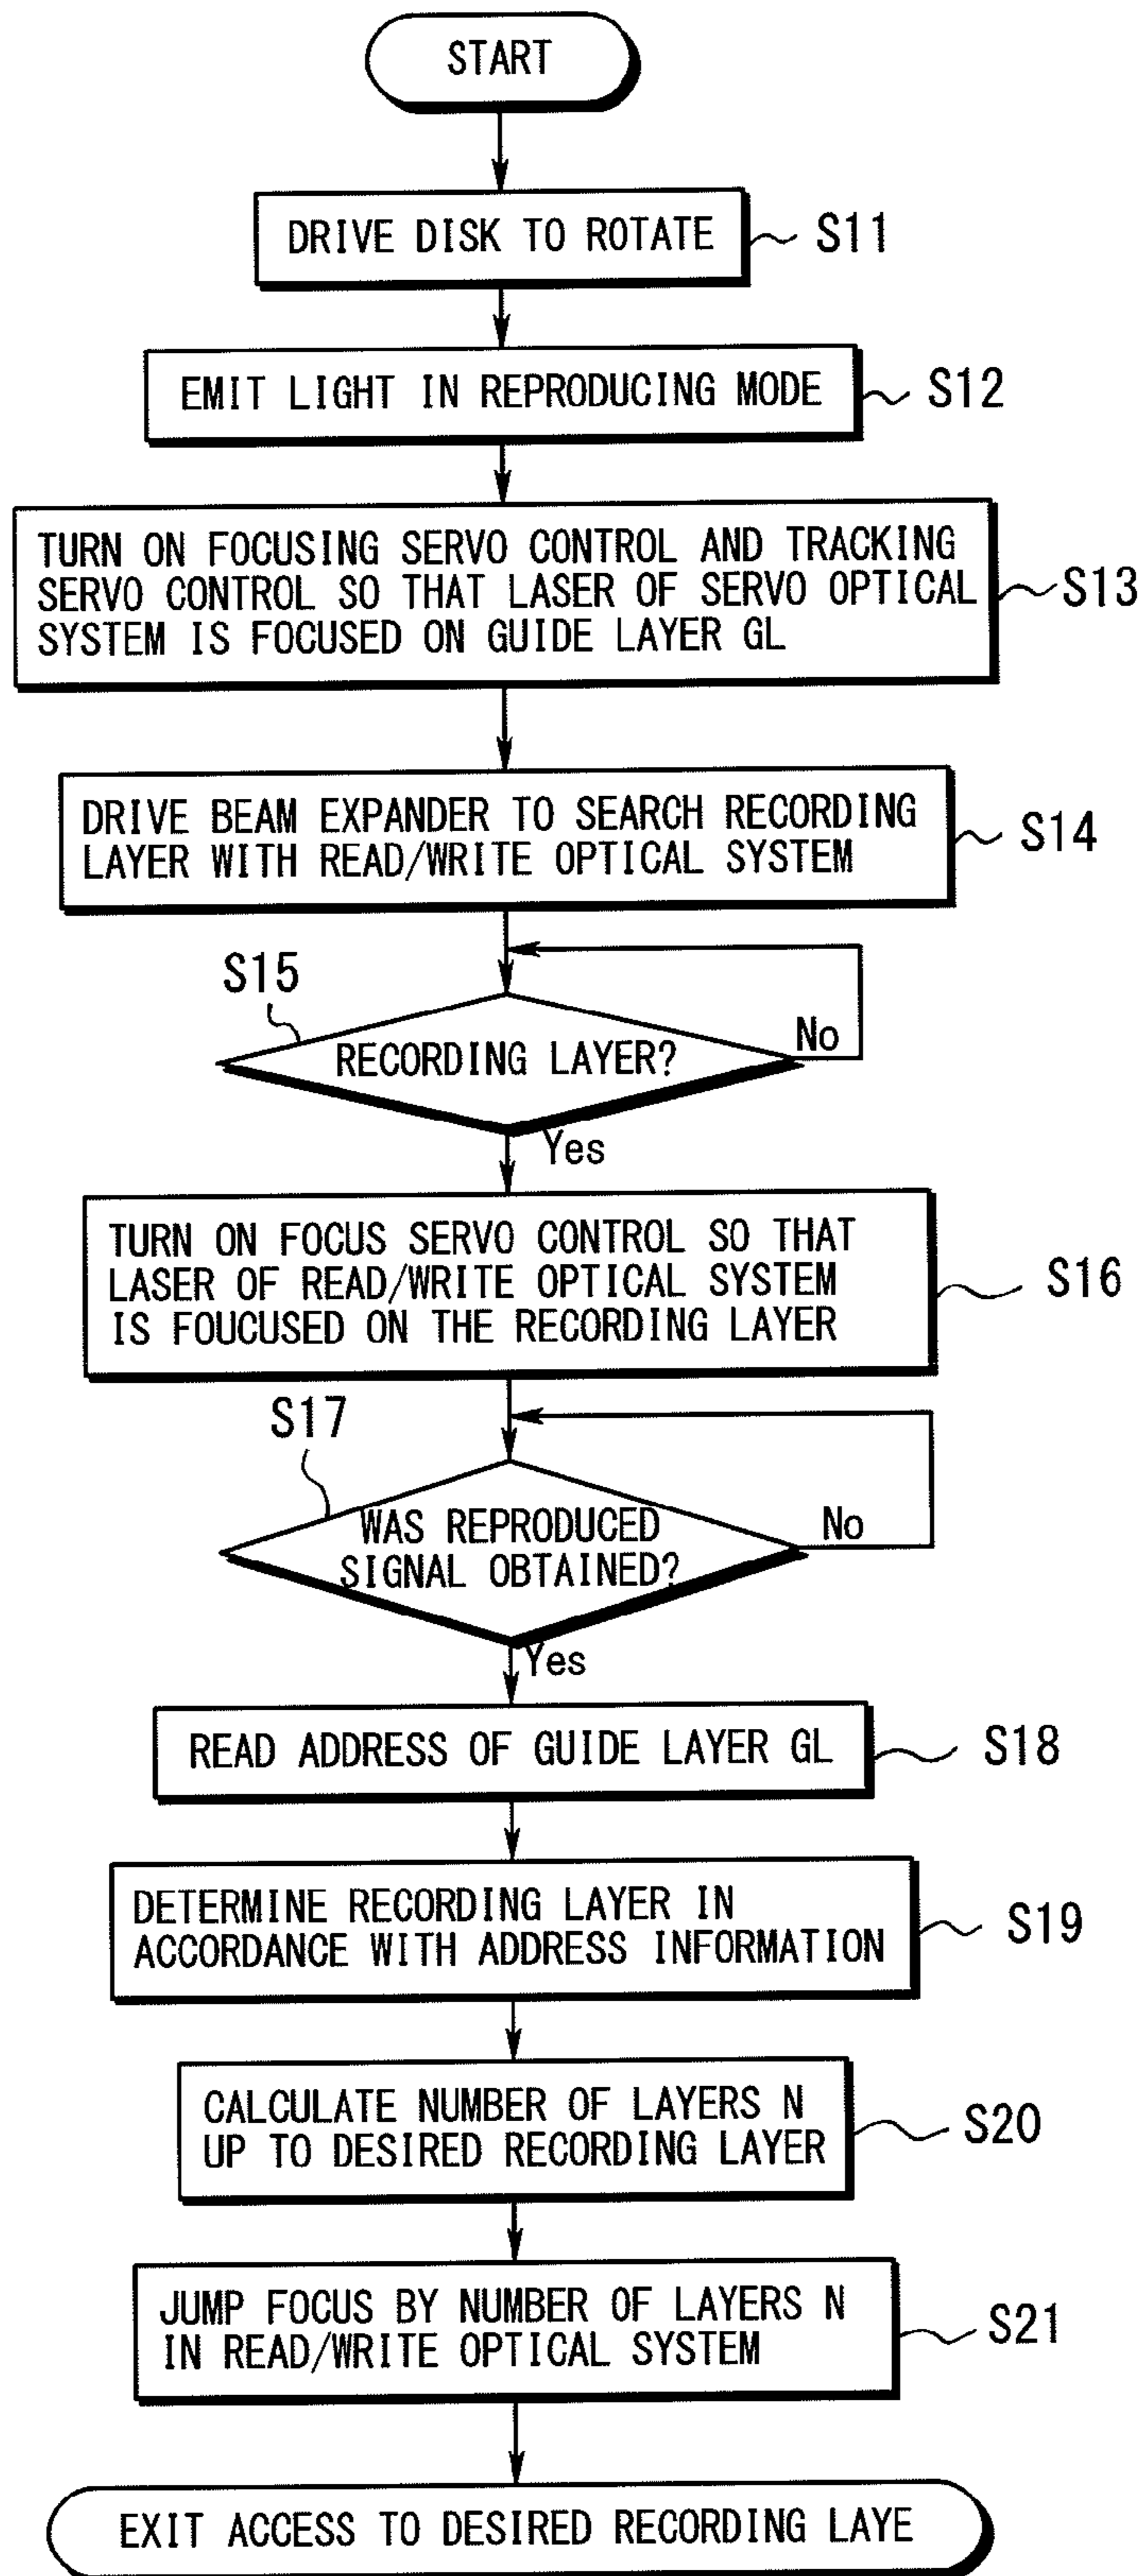 START
DRIVE DISK TO ROTATE
S11
EMIT LIGHT IN REPRODUCING MODE
S12
TURN ON FOCUSING SERVO CONTROL AND TRACKING
SERVO CONTROL SO THAT LASER OF SERVO OPTICAL
SYSTEM IS FOCUSED ON GUIDE LAYER GL
S13
DRIVE BEAM EXPANDER TO SEARCH RECORDING
LAYER WITH READ/WRITE OPTICAL SYSTEM
S14
S15
RECORDING LAYER?
No
Yes
TURN ON FOCUS SERVO CONTROL SO THAT
LASER OF READ/WRITE OPTICAL SYSTEM
IS FOUCUSED ON THE RECORDING LAYER
S16
S17
WAS REPRODUCED
SIGNAL OBTAINED?
No
Yes
READ ADDRESS OF GUIDE LAYER GL
S18
DETERMINE RECORDING LAYER IN
ACCORDANCE WITH ADDRESS INFORMATION
S19
CALCULATE NUMBER OF LAYERS N
UP TO DESIRED RECORDING LAYER
S20
JUMP FOCUS BY NUMBER OF LAYERS N
IN READ/WRITE OPTICAL SYSTEM
S21
EXIT ACCESS TO DESIRED RECORDING LAYE